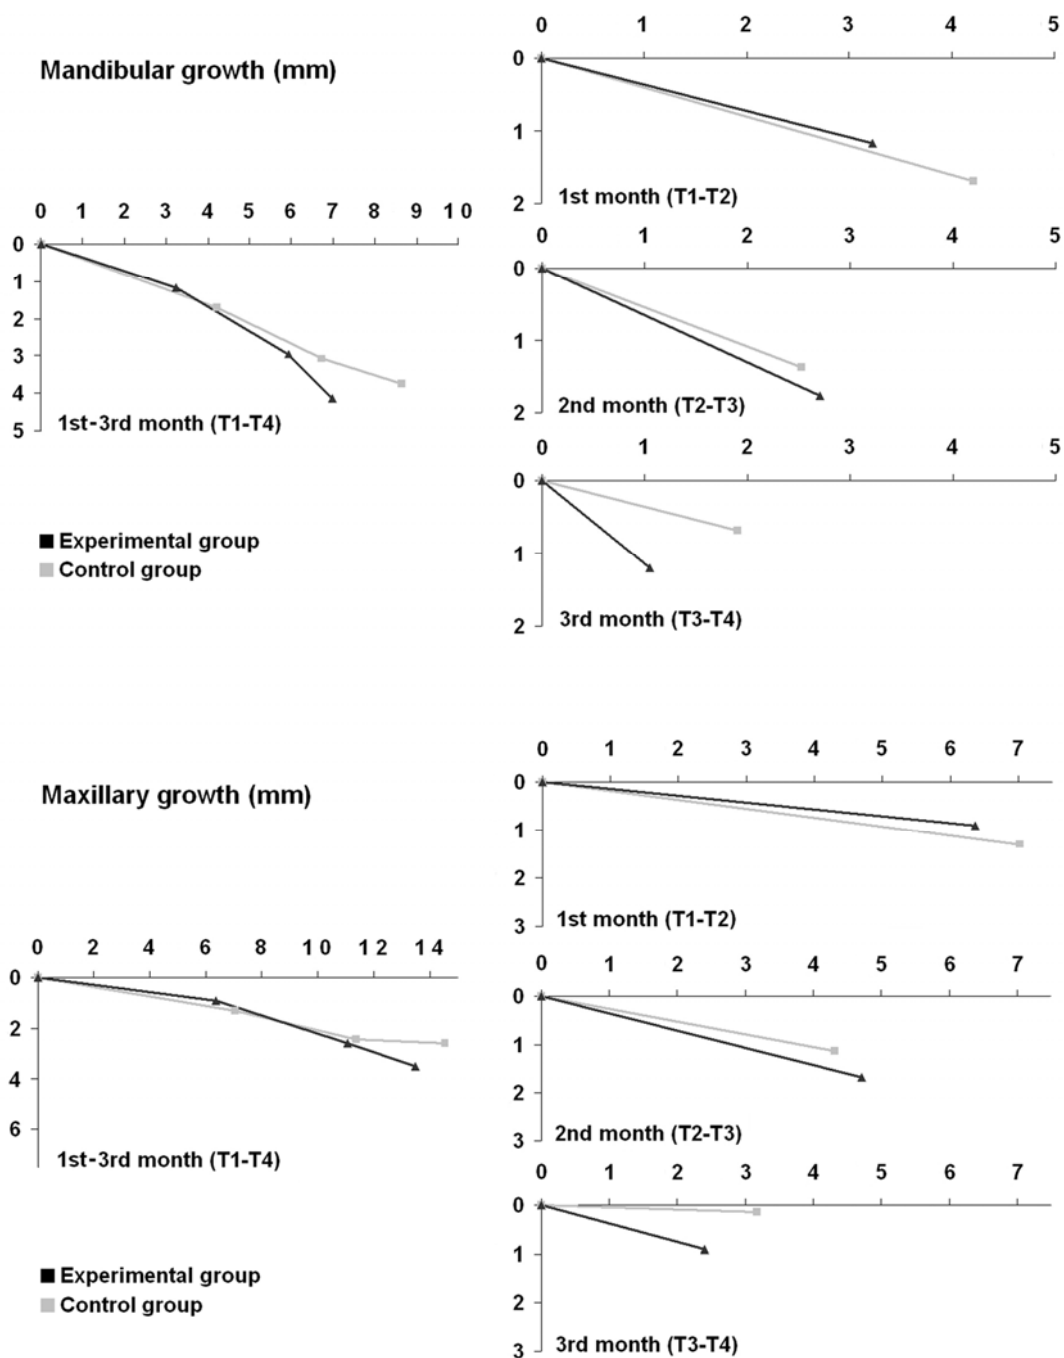 0 1 2 3 4 5
Mandibular growth (mm)
0
1
2
1st month (T1-T2)
0 1 2 3 4 5 6 7 8 9 10
0
1
2
3
4
5
1st-3rd month (T1-T4)
0 1 2 3 4 5
0
1
2
2nd month (T2-T3)
0 1 2 3 4 5
0
1
2
3rd month (T3-T4)
Experimental group
Control group
0 1 2 3 4 5 6 7
Maxillary growth (mm)
0
1
2
3
1st month (T1-T2)
0 2 4 6 8 10 12 14
0
2
4
6
1st-3rd month (T1-T4)
0 1 2 3 4 5 6 7
0
1
2
3
2nd month (T2-T3)
0 1 2 3 4 5 6 7
0
1
2
3
3rd month (T3-T4)
Experimental group
Control group